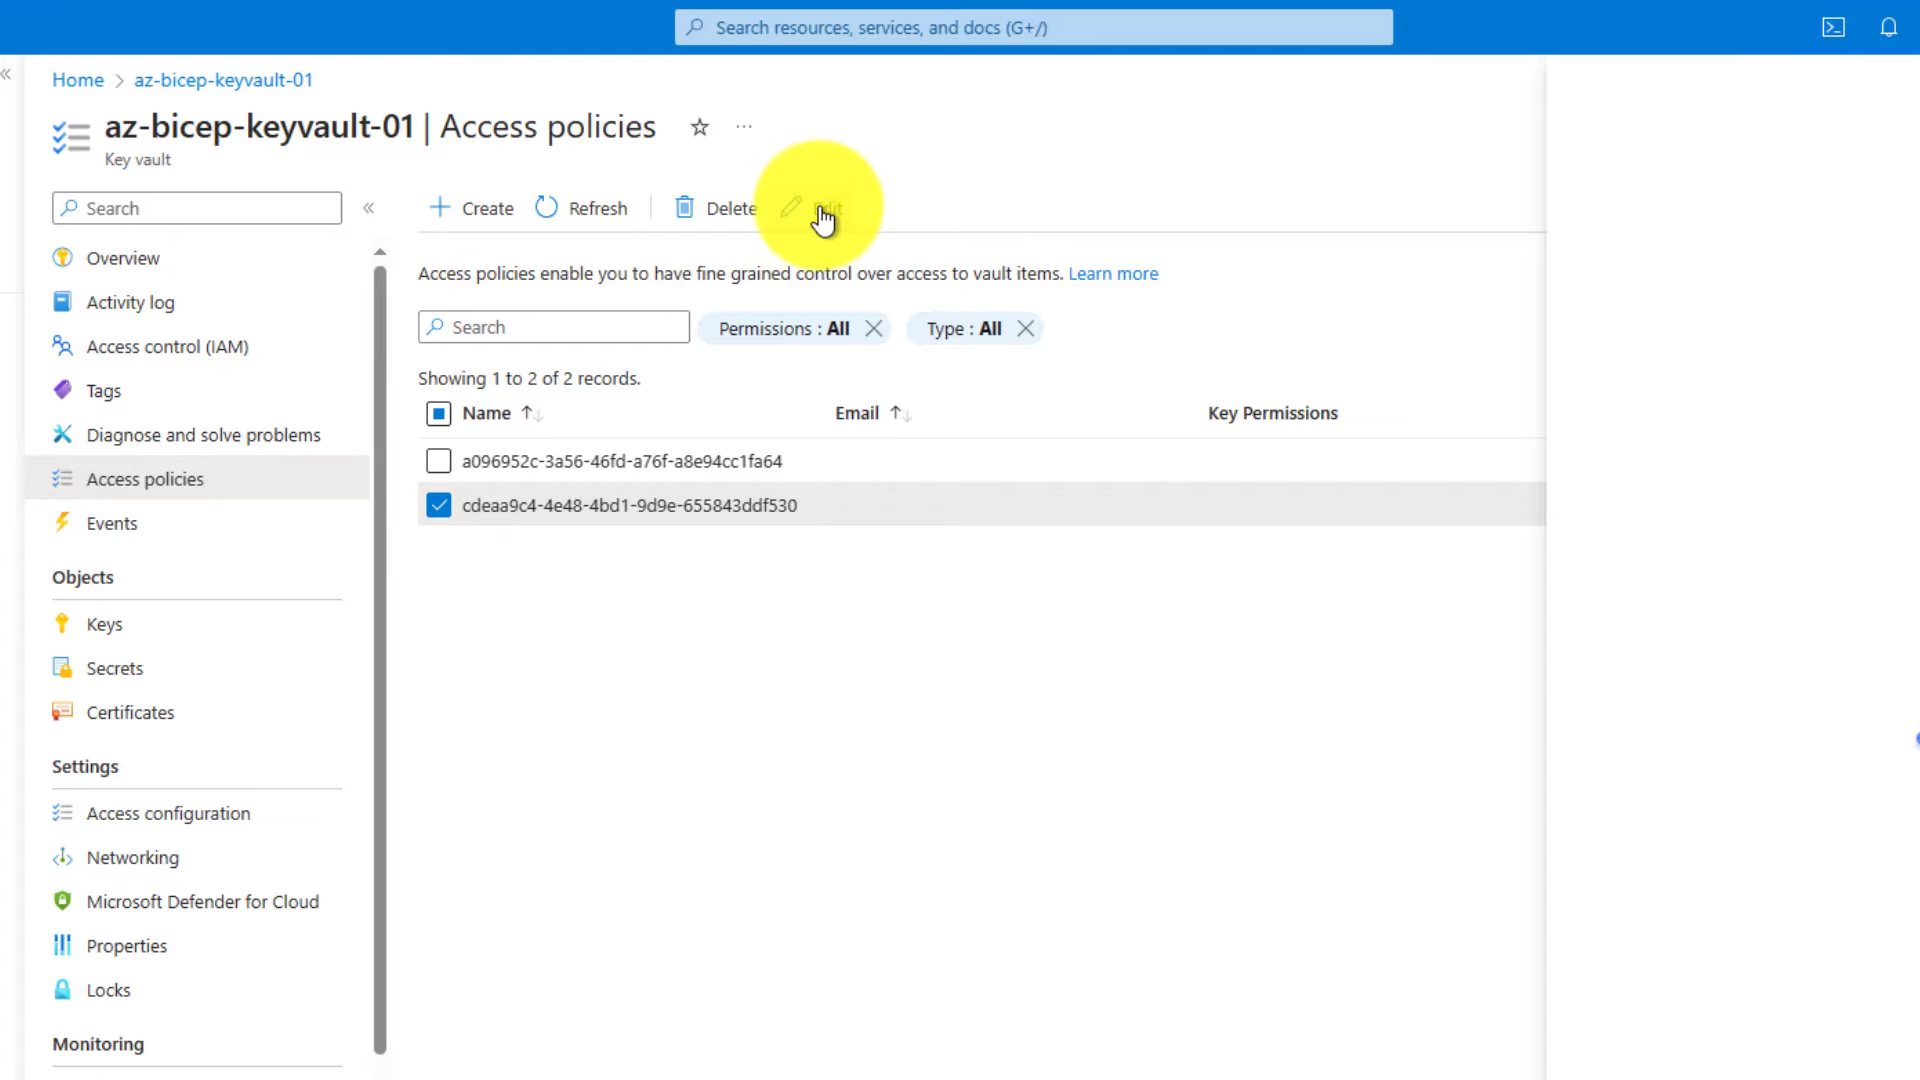 Search resources, services, and docs (G+/)
Home > az-bicep-keyvault-01
az-bicep-keyvault-01 | Access policies
Key vault
Search
Create Refresh Delete Edit
Overview
Activity log
Access control (IAM)
Tags
Diagnose and solve problems
Access policies
Events
Objects
Keys
Secrets
Certificates
Settings
Access configuration
Networking
Microsoft Defender for Cloud
Properties
Locks
Monitoring
Access policies enable you to have fine grained control over access to vault items. Learn more
Search Permissions : All Type : All
Showing 1 to 2 of 2 records.
Name Email Key Permissions
a096952c-3a56-46fd-a76f-a8e94cc1fa64
cdeaa9c4-4e48-4bd1-9d9e-655843ddf530